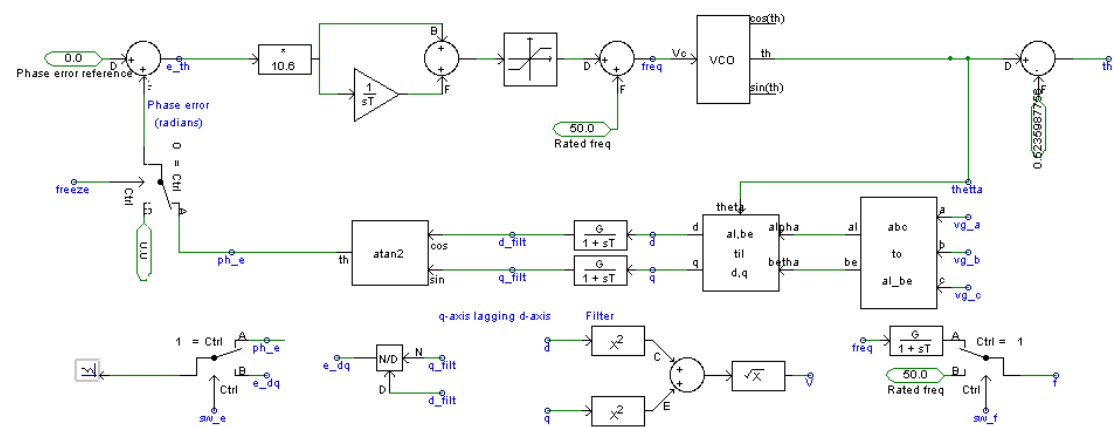 cos(th)
0.0
D
+
+
F
e_th
Phase error reference
*
10.6
B
+
+
F
1
sT
D
+
+
F
freq
Vc
VCO
th
sin(th)
D
+
-
F
th
50.0
Rated freq
0.5235987756
Phase error
(radians)
0 = Ctrl
freeze
Ctrl
A
B
0.0
ph_e
atan2
th
cos
sin
d_filt
q_filt
G
1 + sT
G
1 + sT
d
q
theta
thetta
d
q
al,be
til
d,q
alpha
betha
al
be
abc
to
al_be
a
b
c
vg_a
vg_b
vg_c
q-axis lagging d-axis
Filter
1 = Ctrl
A
ph_e
B
e_dq
Ctrl
sw_e
e_dq
N/D
N
q_filt
D
d_filt
d
X²
C
+
+
E
√X
V
q
X²
freq
G
1 + sT
A
Ctrl = 1
50.0
B
Rated freq
Ctrl
sw_f
f